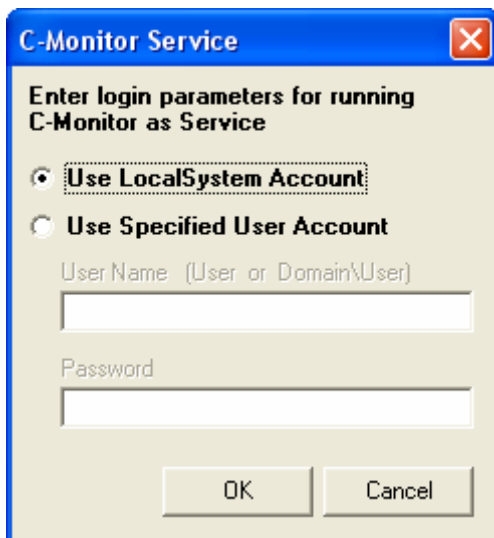 C-Monitor Service
Enter login parameters for running
C-Monitor as Service
Use LocalSystem Account
Use Specified User Account
User Name (User or Domain\User)
Password
OK Cancel